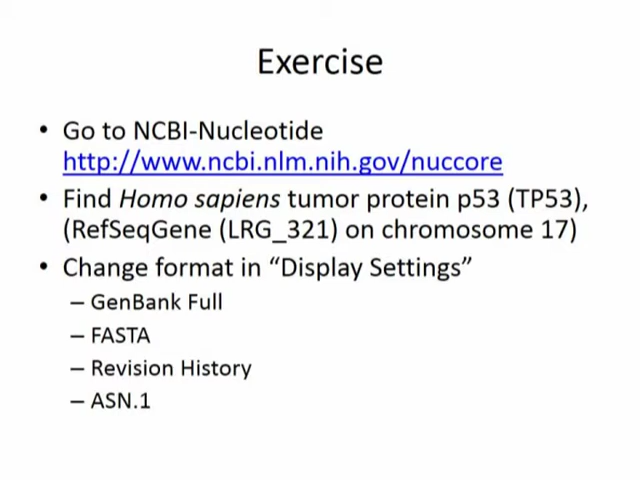 Exercise
• Go to NCBI-Nucleotide
http://www.ncbi.nlm.nih.gov/nuccore
• Find Homo sapiens tumor protein p53 (TP53),
(RefSeqGene (LRG_321) on chromosome 17)
• Change format in “Display Settings”
– GenBank Full
– FASTA
– Revision History
– ASN.1